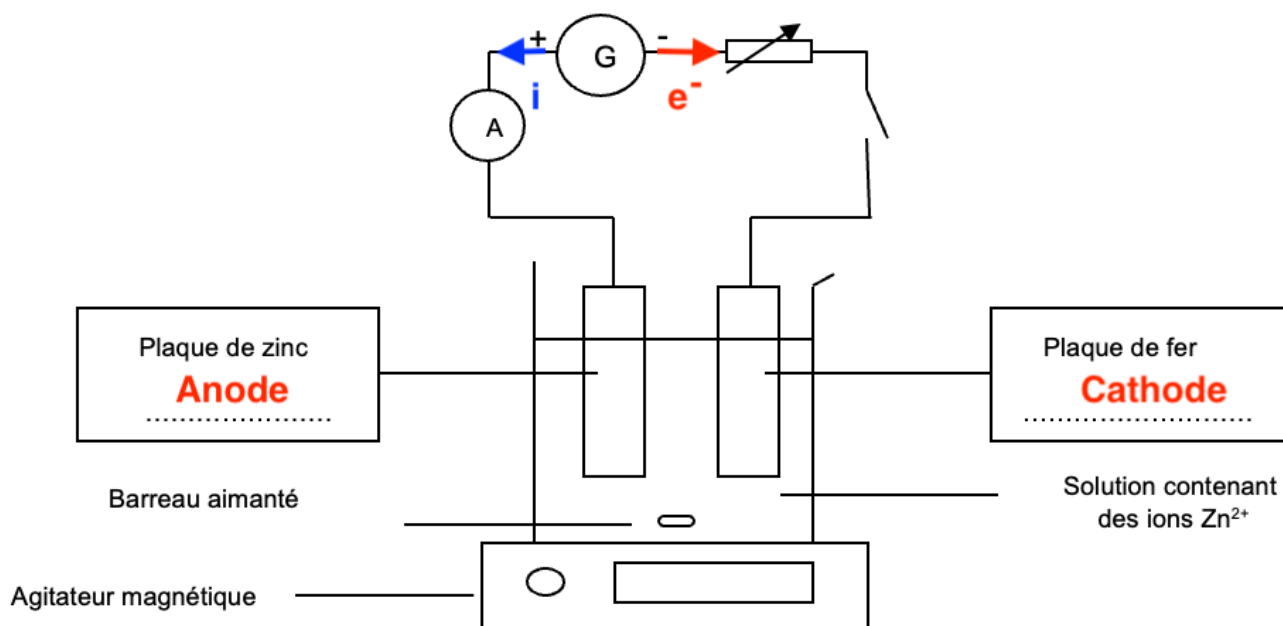 +
G
-
i
e⁻
A
Plaque de zinc
Anode
....................
Plaque de fer
Cathode
.........................
Barreau aimanté
Solution contenant
des ions Zn²⁺
Agitateur magnétique